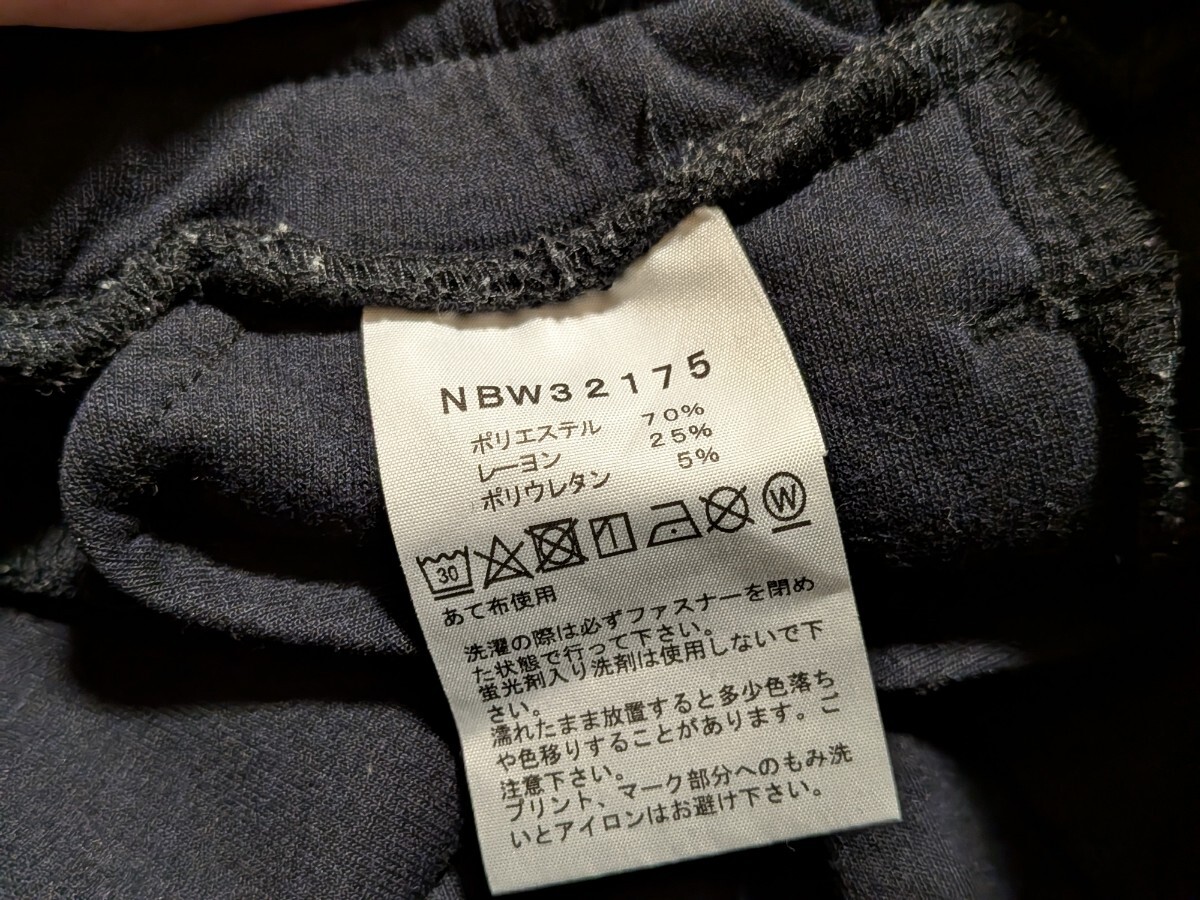 NBW32175
ポリエステル 70%
レーヨン 25%
ポリウレタン 5%
30 W
あて布使用
洗濯の際は必ずファスナーを閉め
た状態で行って下さい。
蛍光剤入り洗剤は使用しないで下
さい。
濡れたまま放置すると多少色落ち
や色移りすることがあります。ご
注意下さい。
プリント、マーク部分へのもみ洗
いとアイロンはお避け下さい。